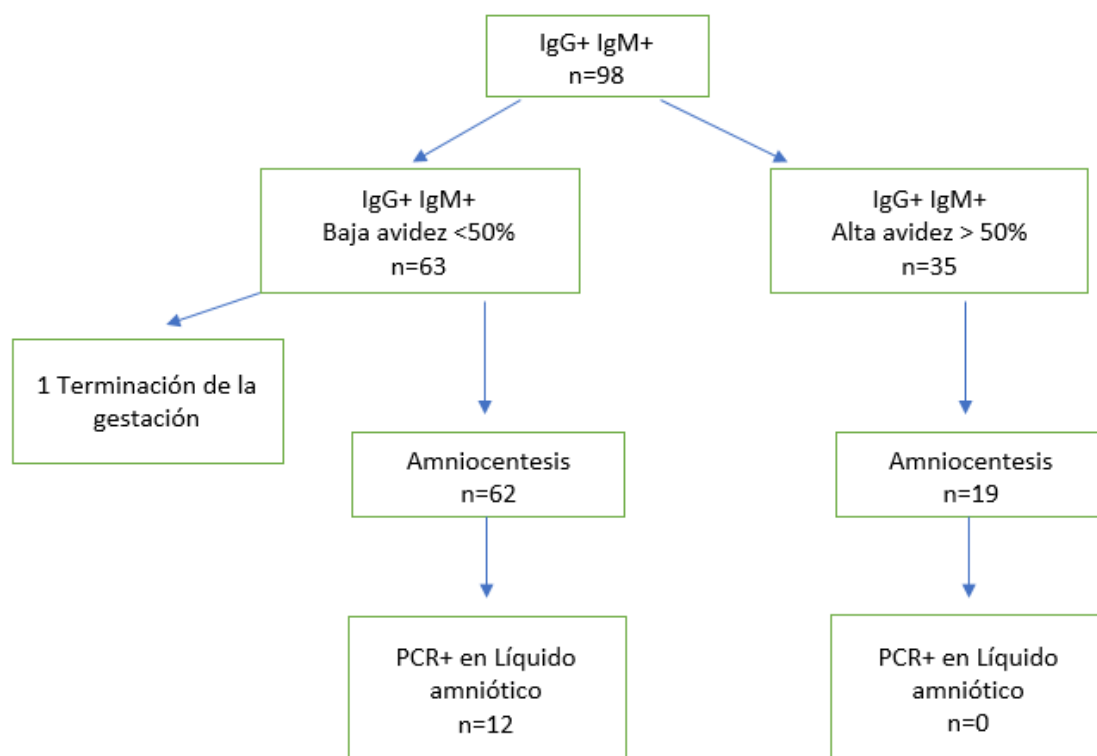 IgG+ IgM+
n=98
IgG+ IgM+
Baja avidez <50%
n=63
IgG+ IgM+
Alta avidez > 50%
n=35
1 Terminación de la
gestación
Amniocentesis
n=62
Amniocentesis
n=19
PCR+ en Líquido
amniótico
n=12
PCR+ en Líquido
amniótico
n=0